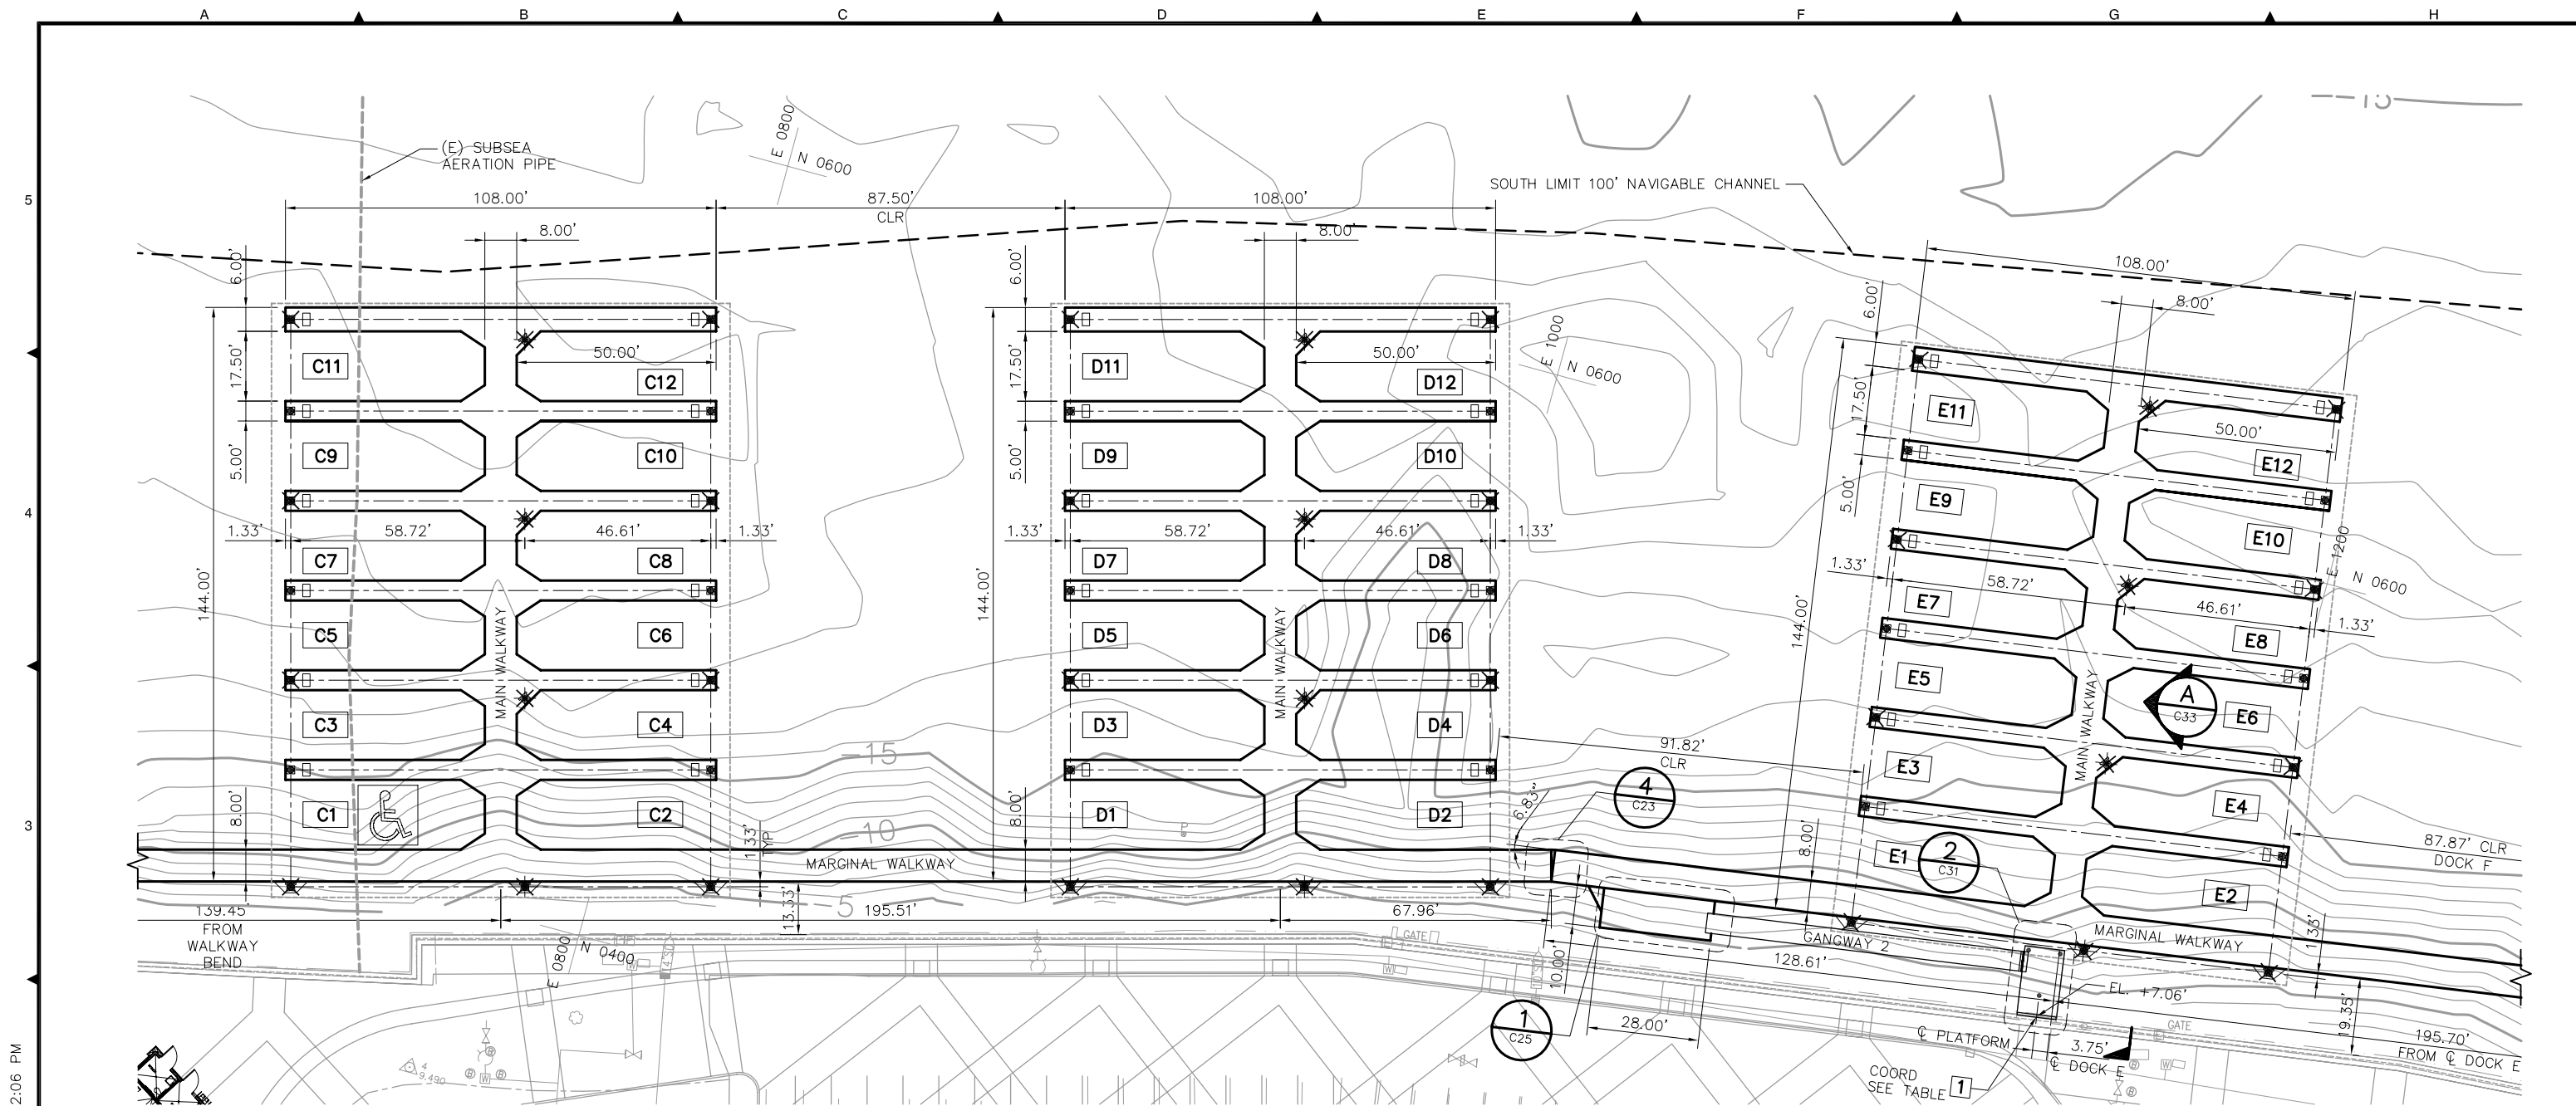 A B C D E F G H
5
4
3
2:06 PM
(E) SUBSEA
AERATION PIPE
E 0800
N 0600
SOUTH LIMIT 100' NAVIGABLE CHANNEL
-15
108.00'
87.50'
CLR
108.00'
108.00'
8.00'
8.00'
8.00'
6.00'
6.00'
6.00'
17.50'
17.50'
17.50'
5.00'
5.00'
5.00'
144.00'
144.00'
144.00'
C11
50.00'
C12
C9
C10
1.33'
58.72'
46.61'
1.33'
C7
C8
C5
C6
MAIN WALKWAY
C3
C4
C1
C2
8.00'
D11
50.00'
D12
D9
D10
1.33'
58.72'
46.61'
1.33'
D7
D8
D5
D6
MAIN WALKWAY
D3
D4
D1
D2
8.00'
E 1000
N 0600
E11
50.00'
E12
E9
E10
1.33'
58.72'
46.61'
1.33'
E 1200
N 0600
E7
E8
E5
E6
MAIN WALKWAY
A
C33
E3
E4
E1
E2
8.00'
-15
-10
-5
91.82'
CLR
4
C23
6.83"
2
C31
87.87' CLR
DOCK F
1.33'
TYP
MARGINAL WALKWAY
13.33'
139.45'
FROM
WALKWAY
BEND
195.51'
67.96'
E 0800
N 0400
GATE
10.00'
GANGWAY 2
128.61'
MARGINAL WALKWAY
1.33'
EL. +7.06'
19.35'
1
C25
28.00'
℄ PLATFORM
3.75'
℄ DOCK E
GATE
195.70'
FROM ℄ DOCK E
COORD
SEE TABLE 1
4
9.490